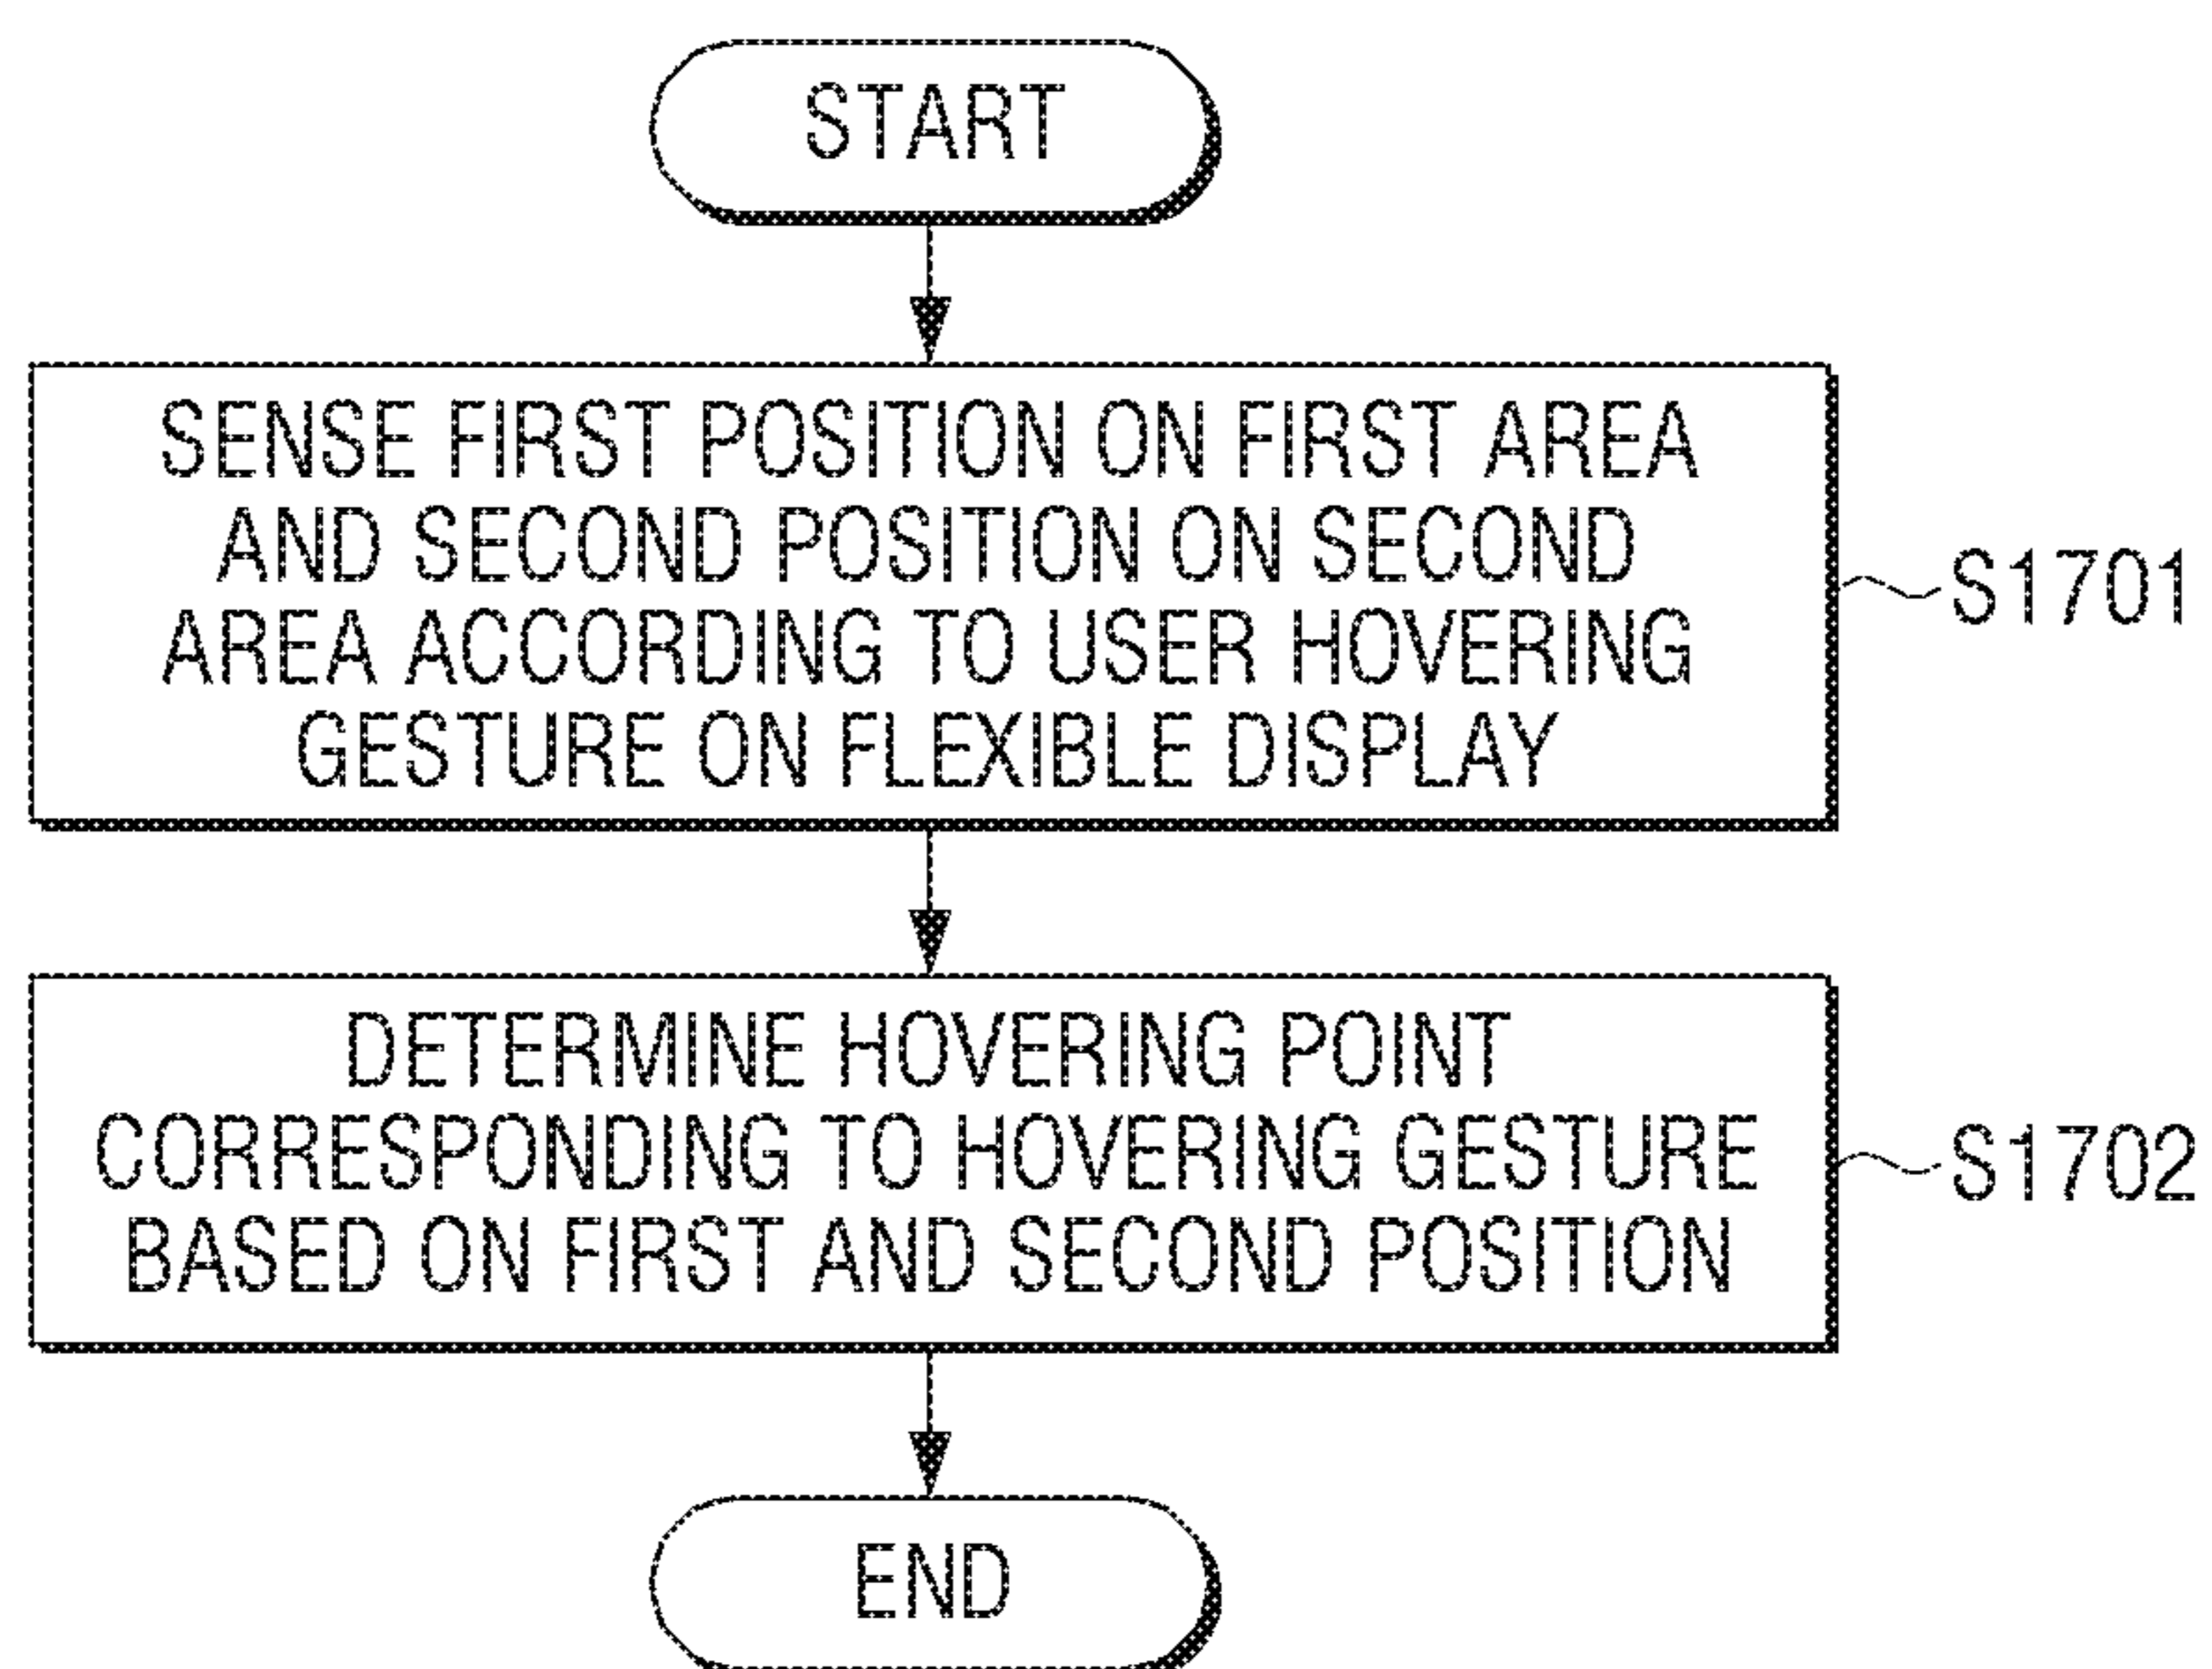 START
SENSE FIRST POSITION ON FIRST AREA
AND SECOND POSITION ON SECOND
AREA ACCORDING TO USER HOVERING
GESTURE ON FLEXIBLE DISPLAY
S1701
DETERMINE HOVERING POINT
CORRESPONDING TO HOVERING GESTURE
BASED ON FIRST AND SECOND POSITION
S1702
END